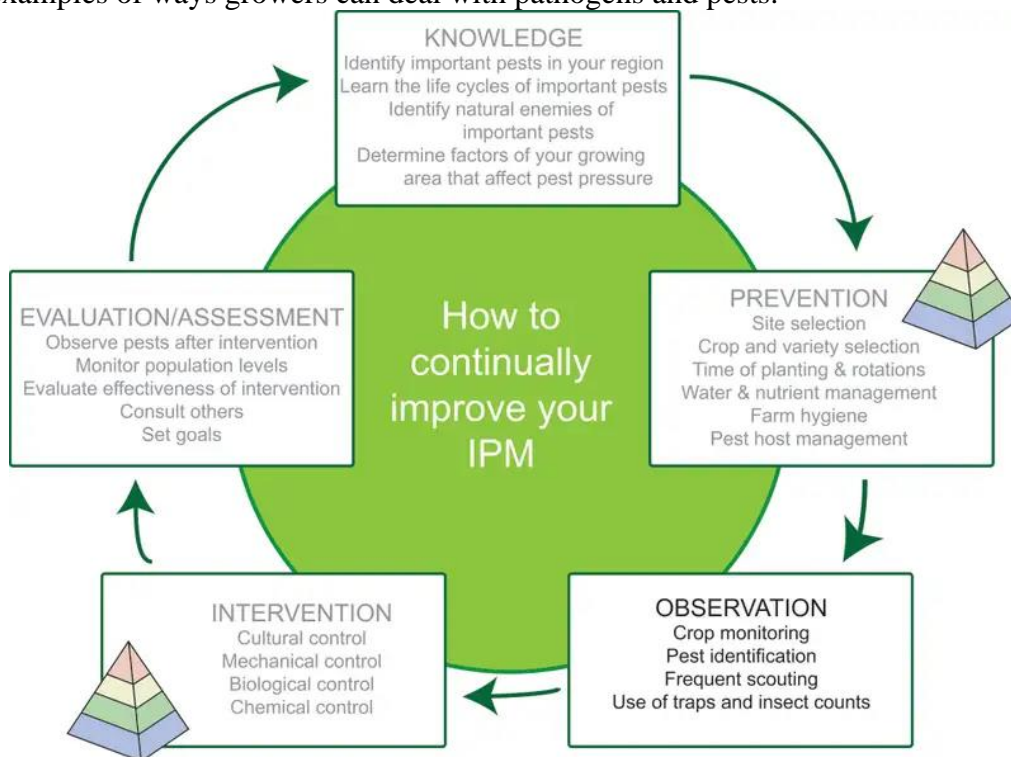 examples of ways growers can deal with pathogens and pests.
KNOWLEDGE
Identify important pests in your region
Learn the life cycles of important pests
Identify natural enemies of
important pests
Determine factors of your growing
area that affect pest pressure
PREVENTION
Site selection
Crop and variety selection
Time of planting & rotations
Water & nutrient management
Farm hygiene
Pest host management
OBSERVATION
Crop monitoring
Pest identification
Frequent scouting
Use of traps and insect counts
INTERVENTION
Cultural control
Mechanical control
Biological control
Chemical control
EVALUATION/ASSESSMENT
Observe pests after intervention
Monitor population levels
Evaluate effectiveness of intervention
Consult others
Set goals
How to
continually
improve your
IPM